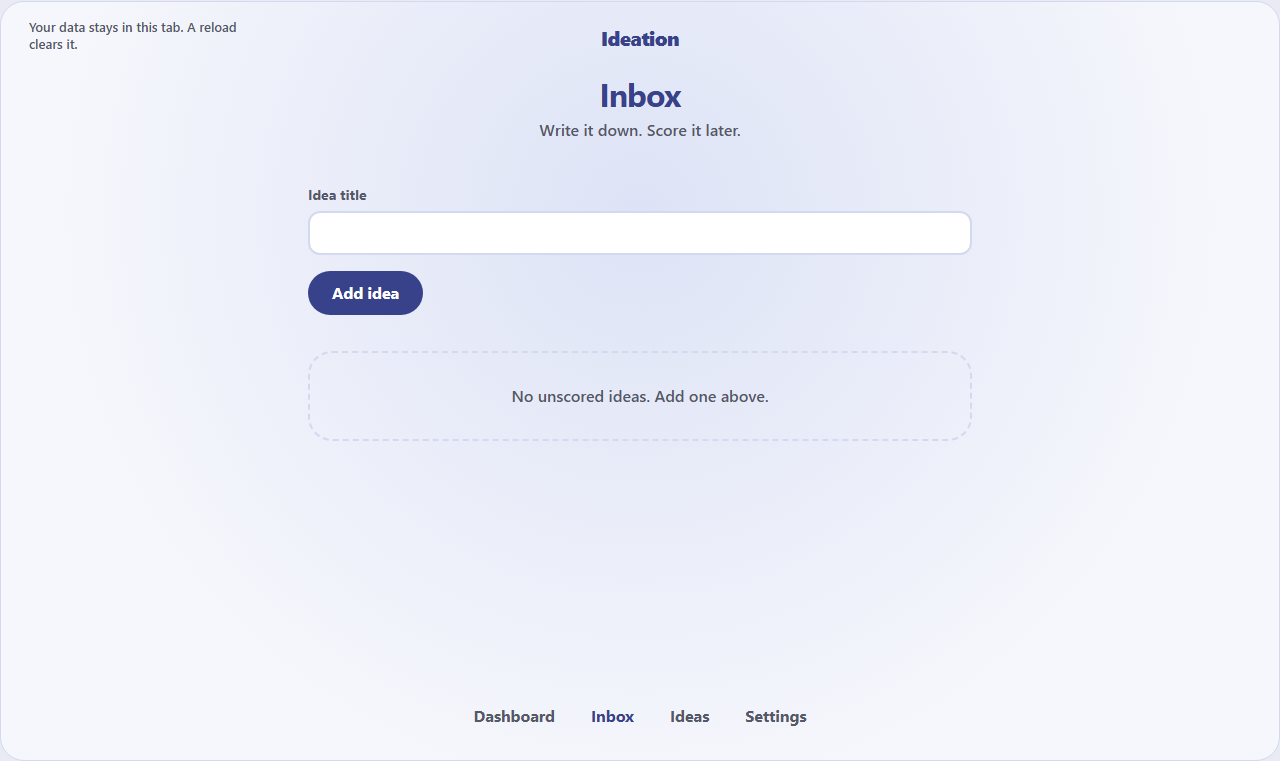 Your data stays in this tab. A reload
clears it.
Ideation
Inbox
Write it down. Score it later.
Idea title
Add idea
No unscored ideas. Add one above.
Dashboard
Inbox
Ideas
Settings